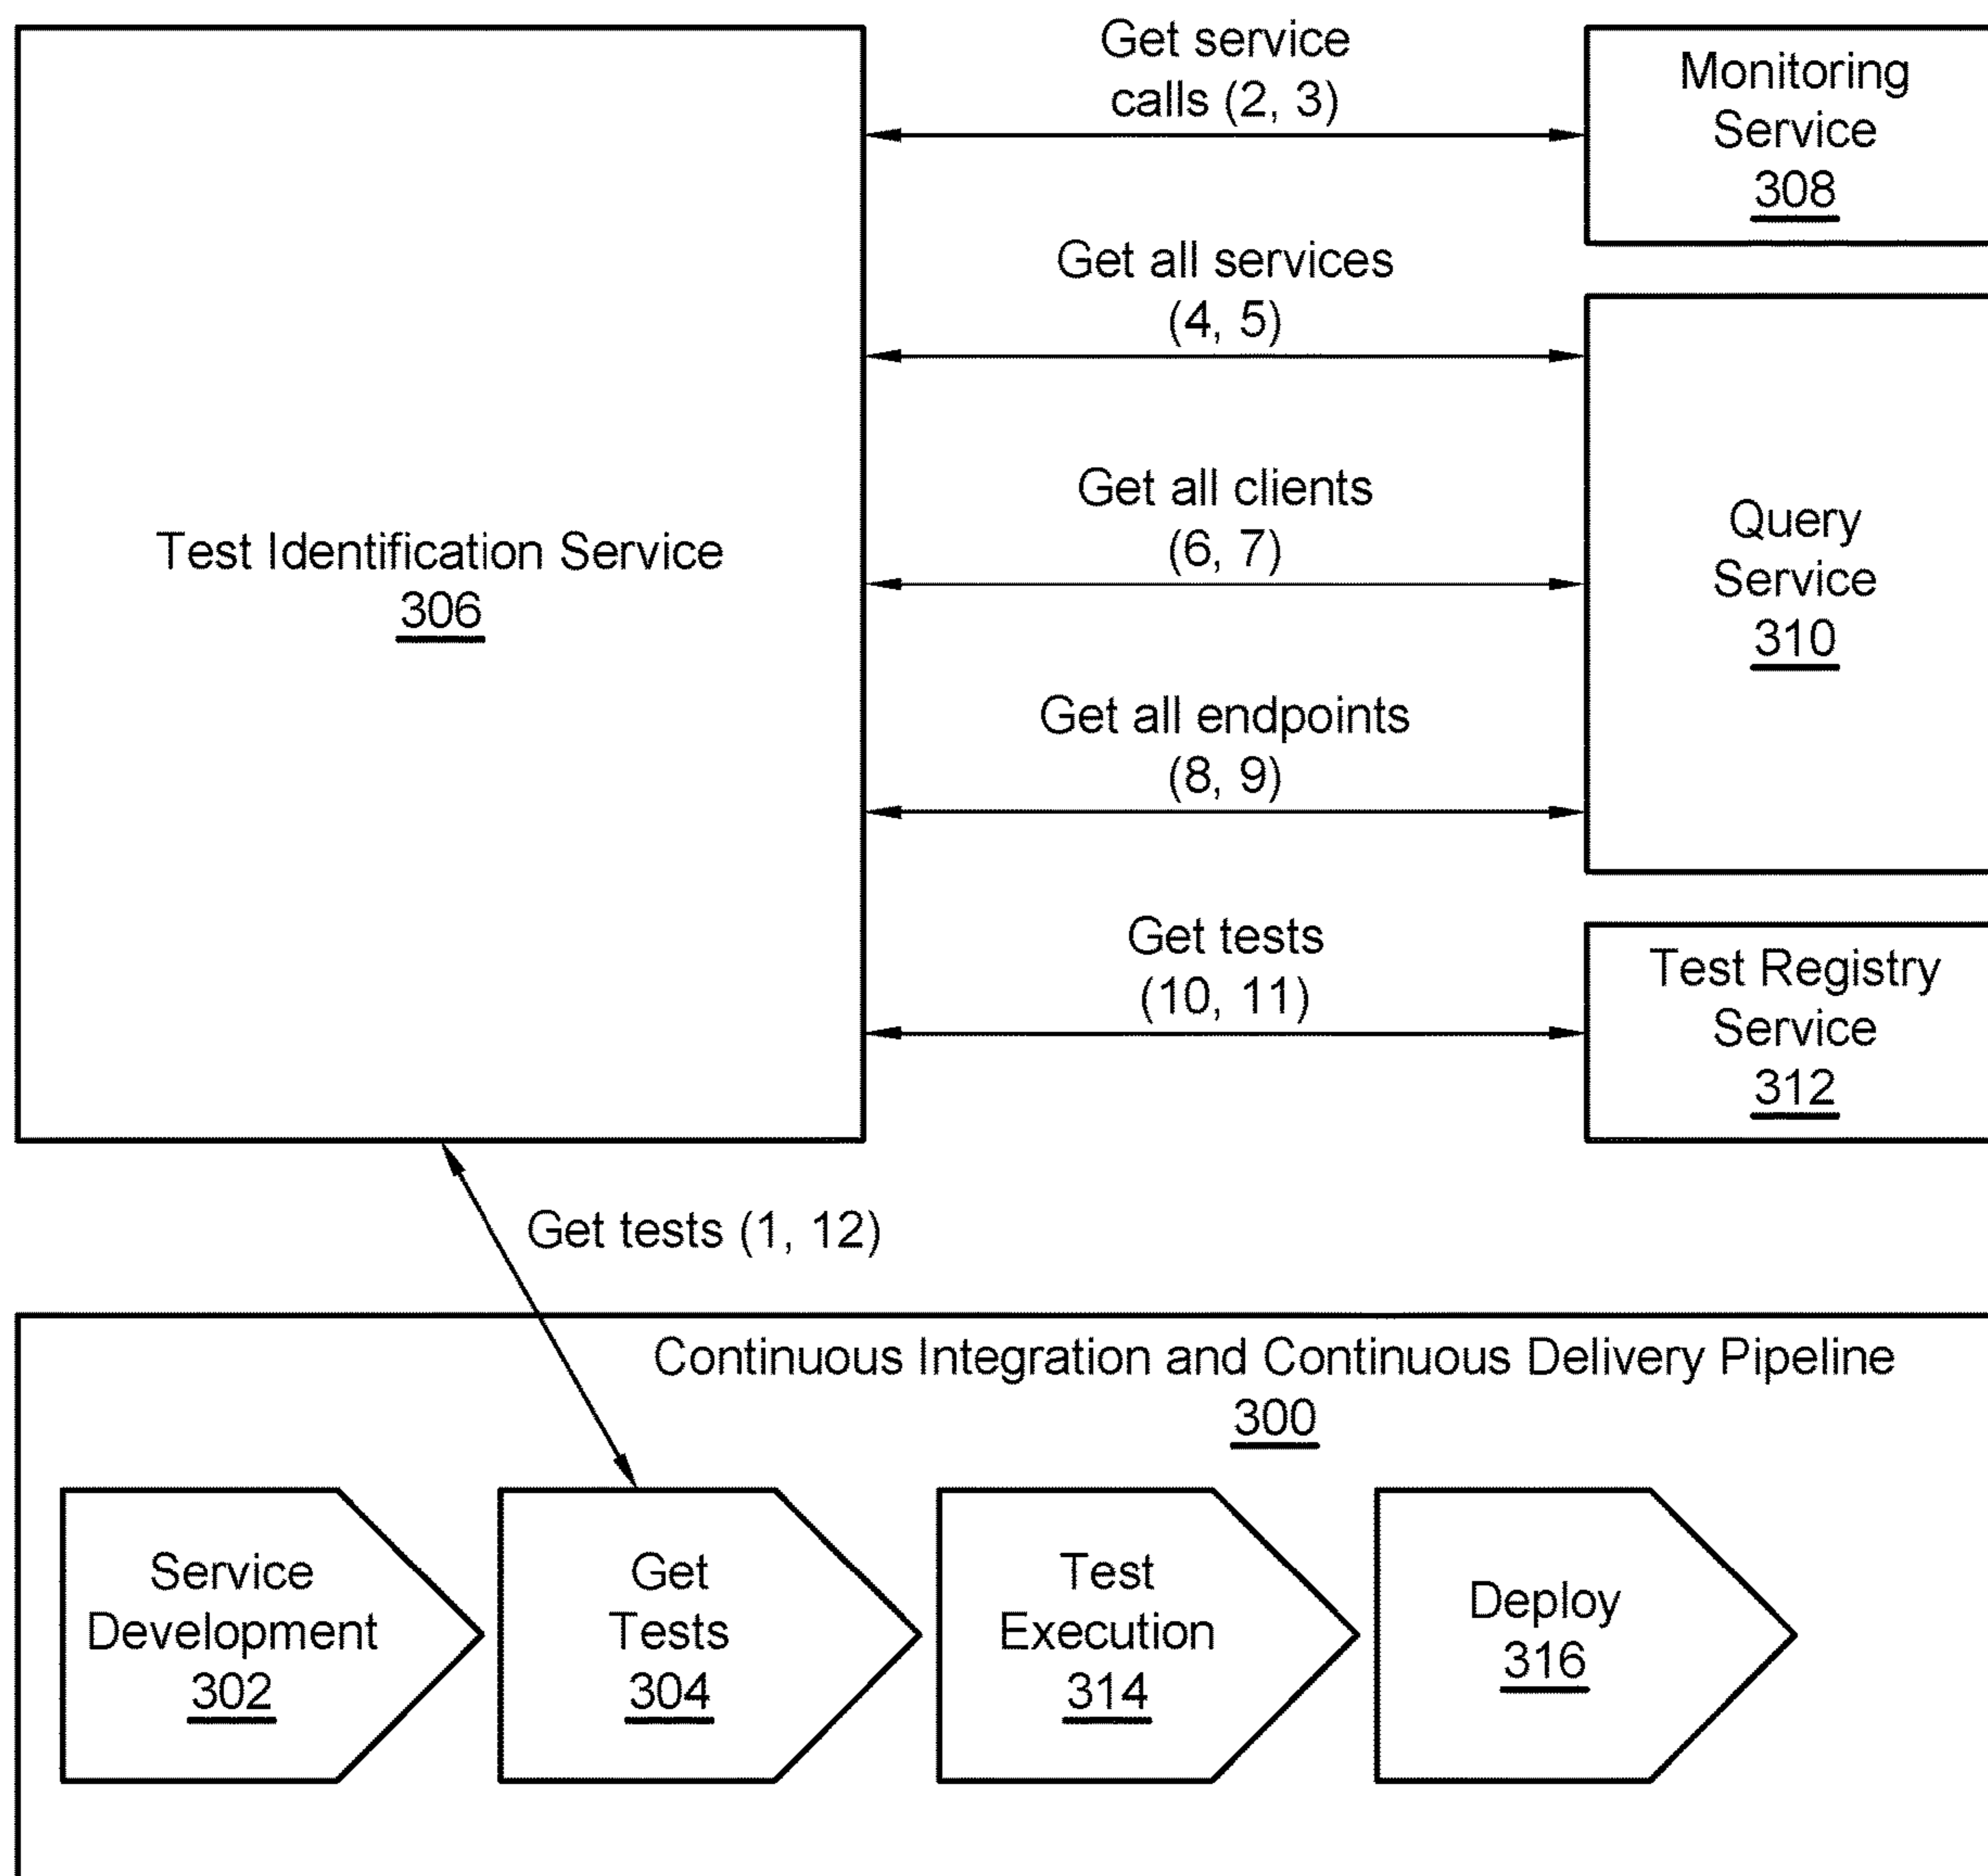 Get service
calls (2, 3)
Monitoring
Service
308
Get all services
(4, 5)
Test Identification Service
306
Get all clients
(6, 7)
Query
Service
310
Get all endpoints
(8, 9)
Get tests
(10, 11)
Test Registry
Service
312
Get tests (1, 12)
Continuous Integration and Continuous Delivery Pipeline
300
Service
Development
302
Get
Tests
304
Test
Execution
314
Deploy
316